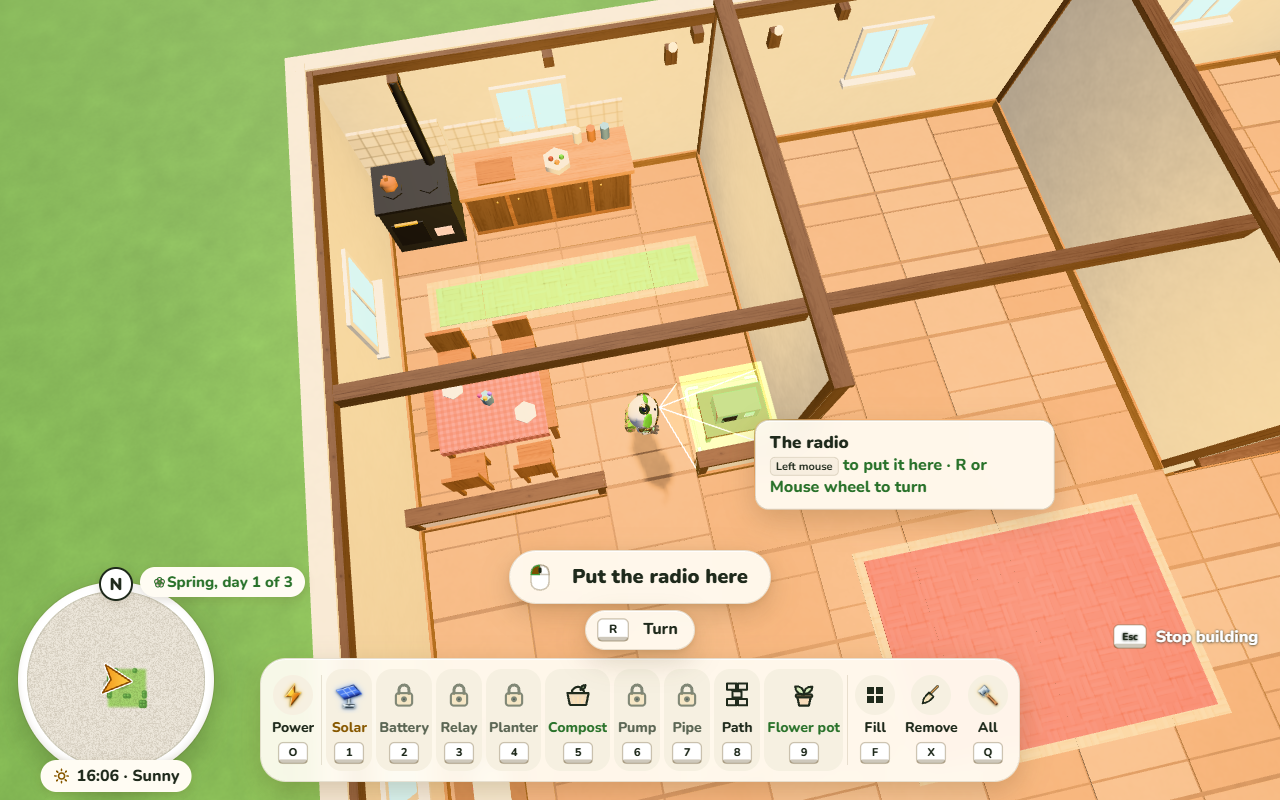 The radio
Left mouse to put it here · R or
Mouse wheel to turn
Put the radio here
R Turn
N
Spring, day 1 of 3
16:06 · Sunny
Esc Stop building
Power Solar Battery Relay Planter Compost Pump Pipe Path Flower pot Fill Remove All
O 1 2 3 4 5 6 7 8 9 F X Q